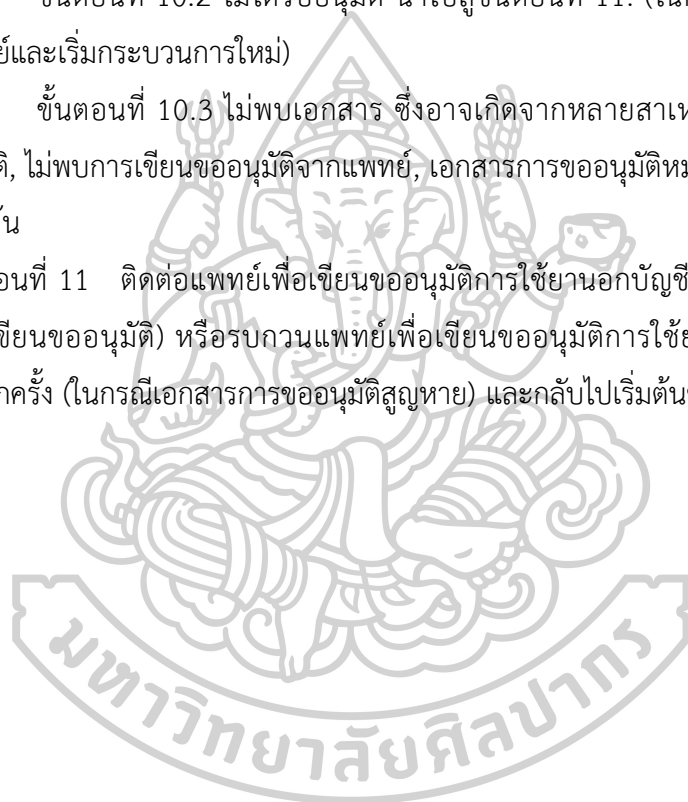 ขั้นตอนที่ 10.2 ไม่ได้รับอนุมัติ นำไปสู่ขั้นตอนที่ 11.
ย์และเริ่มกระบวนการใหม่)
ขั้นตอนที่ 10.3 ไม่พบเอกสาร ซึ่งอาจเกิดจากหลายสาเห
ติ, ไม่พบการเขียนขออนุมัติจากแพทย์, เอกสารการขออนุมัติหม
ัน
อนที่ 11 ติดต่อแพทย์เพื่อเขียนขออนุมัติการใช้ยานอกบัญชี
ขียนขออนุมัติ) หรือรบกวนแพทย์เพื่อเขียนขออนุมัติการใช้ย
กครั้ง (ในกรณีเอกสารการขออนุมัติสูญหาย) และกลับไปเริ่มต้น
มหาวิทยาลัยศิลปากร